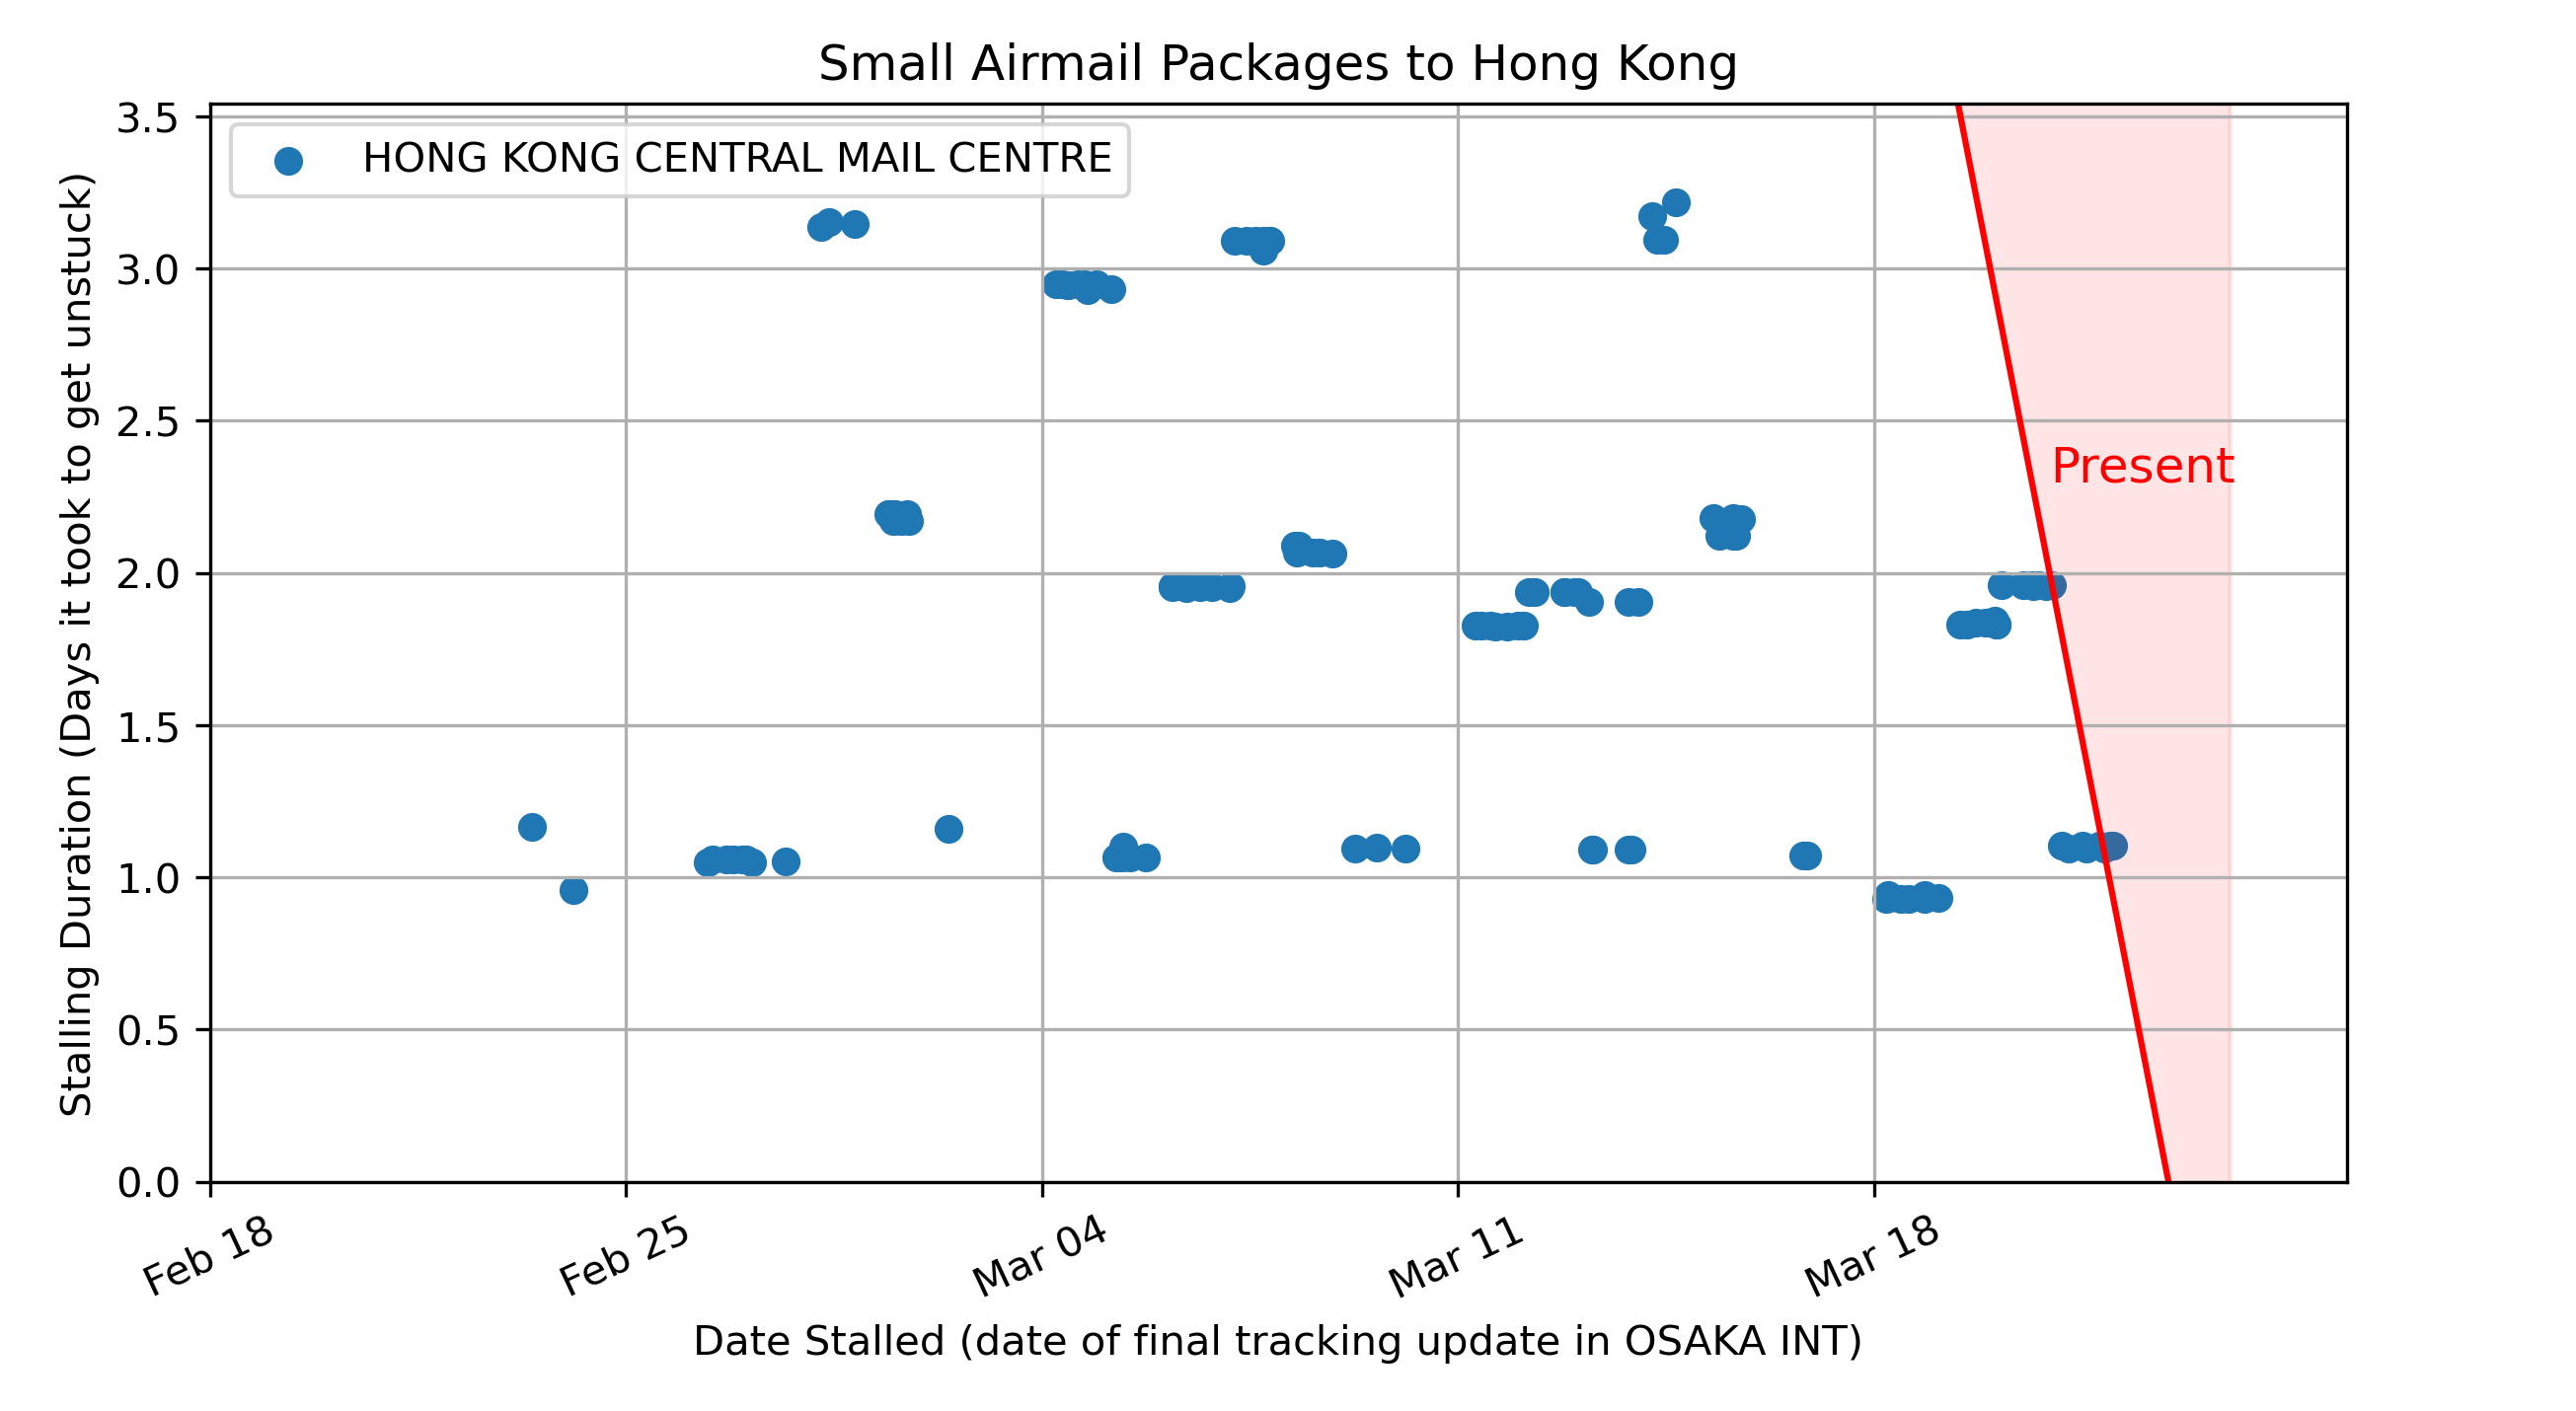 Small Airmail Packages to Hong Kong
HONG KONG CENTRAL MAIL CENTRE
Stalling Duration (Days it took to get unstuck)
3.5
3.0
2.5
2.0
1.5
1.0
0.5
0.0
Present
Feb 18
Feb 25
Mar 04
Mar 11
Mar 18
Date Stalled (date of final tracking update in OSAKA INT)